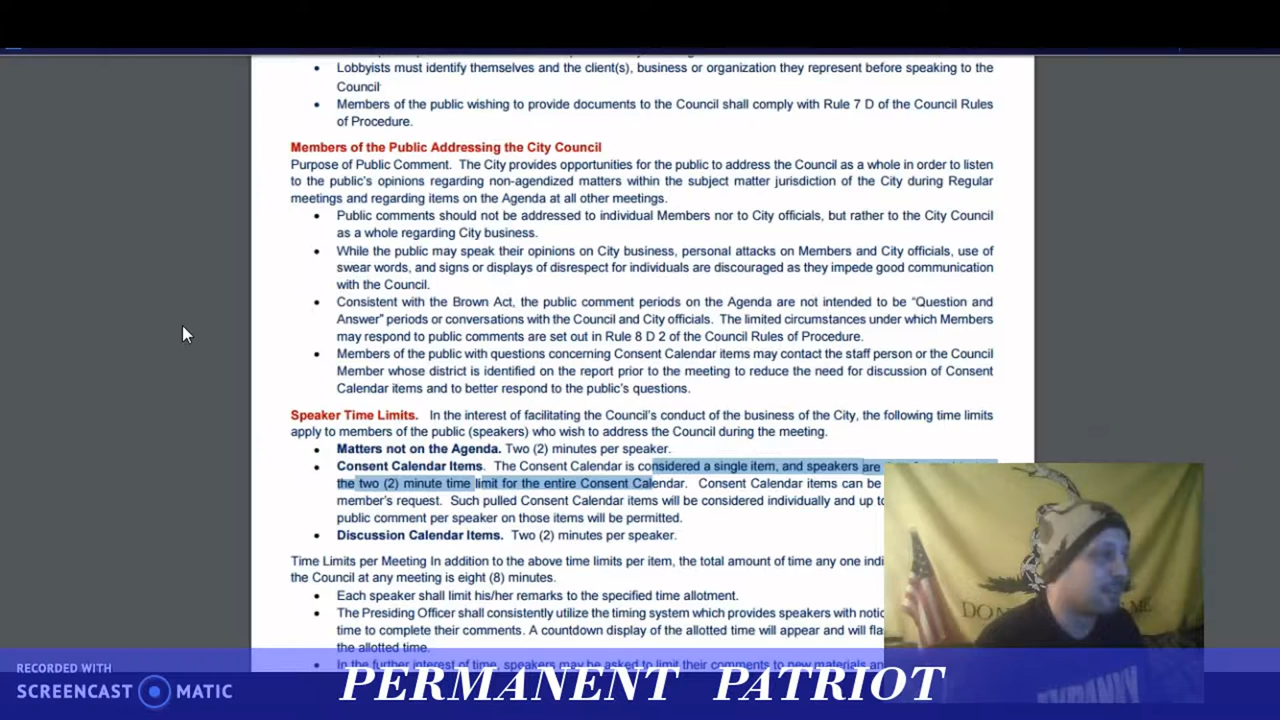 Lobbyists must identify themselves and the client(s), business or organization they represent before speaking to the
Council
Members of the public wishing to provide documents to the Council shall comply with Rule 7 D of the Council Rules
of Procedure.
Members of the Public Addressing the City Council
Purpose of Public Comment. The City provides opportunities for the public to address the Council as a whole in order to listen
to the public's opinions regarding non-agendized matters within the subject matter jurisdiction of the City during Regular
meetings and regarding items on the Agenda at all other meetings.
Public comments should not be addressed to individual Members nor to City officials, but rather to the City Council
as a whole regarding City business.
While the public may speak their opinions on City business, personal attacks on Members and City officials, use of
swear words, and signs or displays of disrespect for individuals are discouraged as they impede good communication
with the Council.
Consistent with the Brown Act, the public comment periods on the Agenda are not intended to be "Question and
Answer" periods or conversations with the Council and City officials. The limited circumstances under which Members
may respond to public comments are set out in Rule 8 D 2 of the Council Rules of Procedure.
Members of the public with questions concerning Consent Calendar items may contact the staff person or the Council
Member whose district is identified on the report prior to the meeting to reduce the need for discussion of Consent
Calendar items and to better respond to the public's questions.
Speaker Time Limits. In the interest of facilitating the Council's conduct of the business of the City, the following time limits
apply to members of the public (speakers) who wish to address the Council during the meeting.
Matters not on the Agenda. Two (2) minutes per speaker.
Consent Calendar Items. The Consent Calendar is considered a single item, and speakers are
the two (2) minute time limit for the entire Consent Calendar. Consent Calendar items can be
member's request. Such pulled Consent Calendar items will be considered individually and up to
public comment per speaker on those items will be permitted.
Discussion Calendar Items. Two (2) minutes per speaker.
Time Limits per Meeting In addition to the above time limits per item, the total amount of time any one
the Council at any meeting is eight (8) minutes.
Each speaker shall limit his/her remarks to the specified time allotment.
The Presiding Officer shall consistently utilize the timing system which provides speakers with
time to complete their comments. A countdown display of the allotted time will appear and will
the allotted time.
In the further interest of time, speakers may be asked to limit their comments to new materials
DON ME
RECORDED WITH
SCREENCAST MATIC
PERMANENT PATRIOT